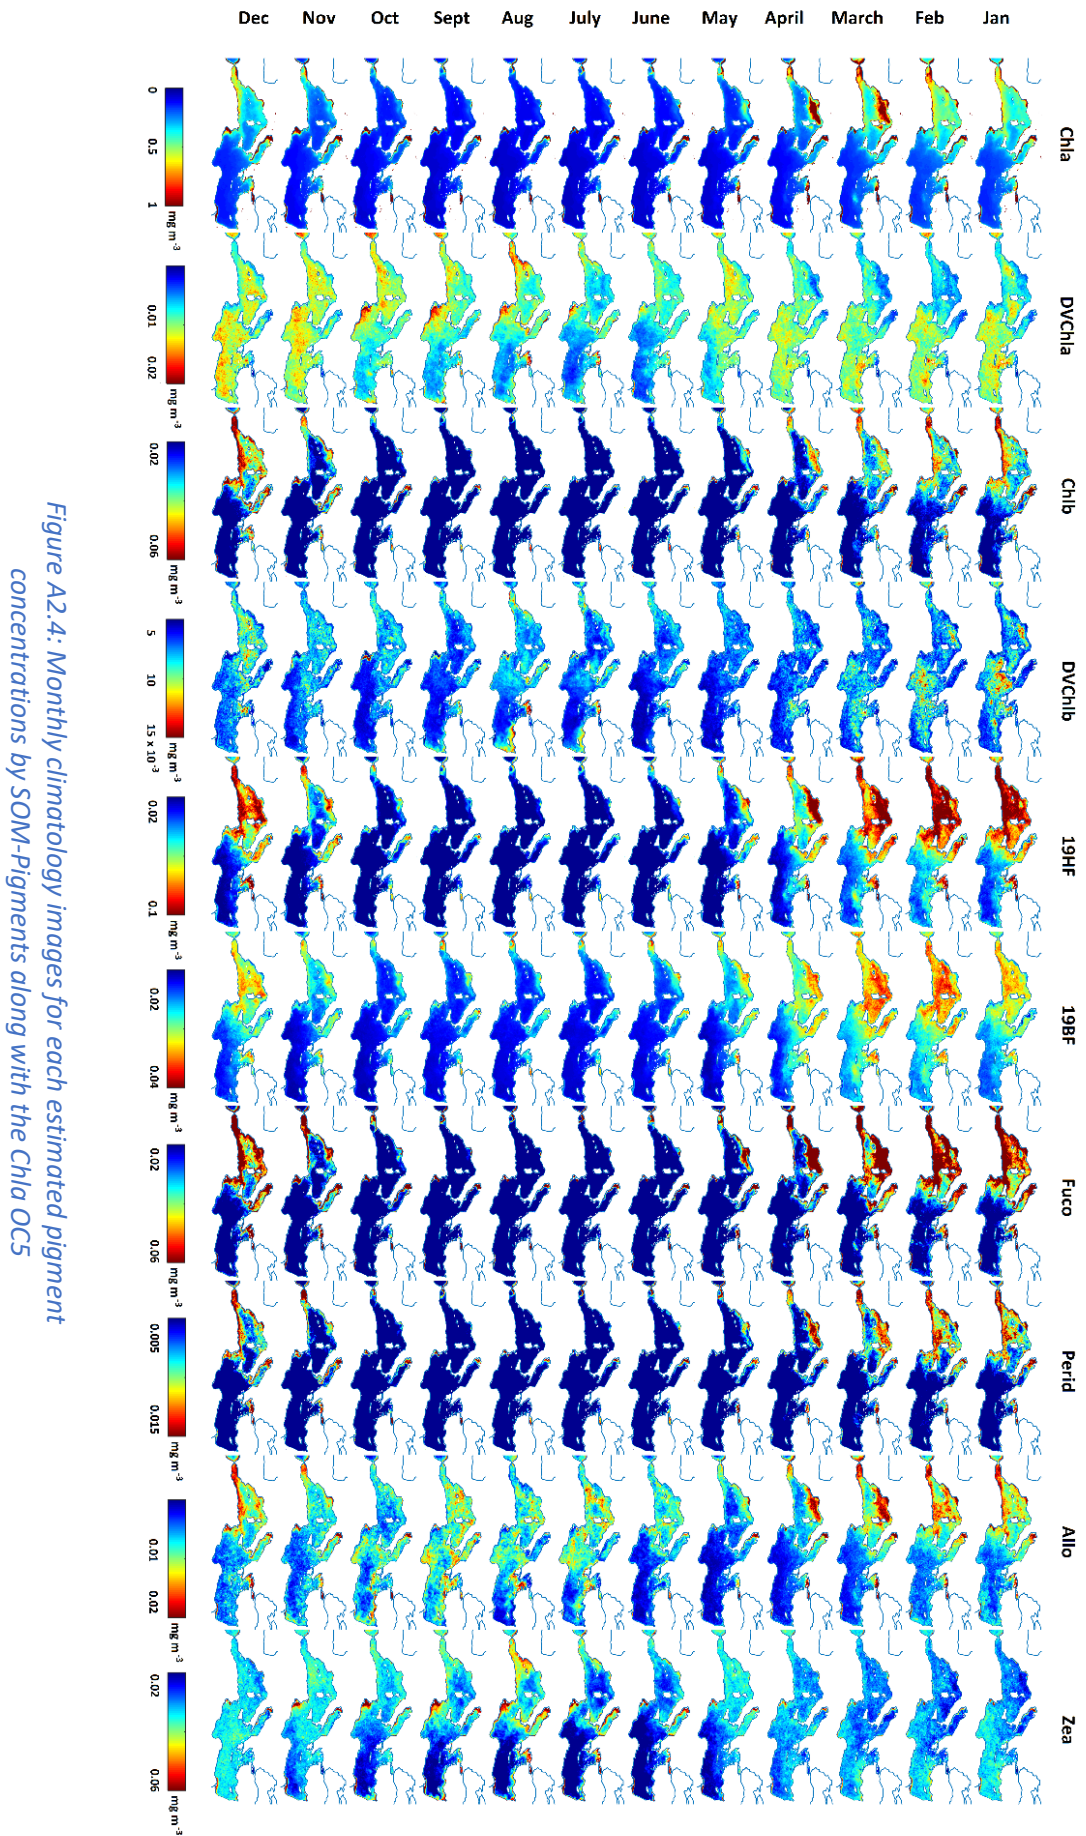 Dec Nov Oct Sept Aug July June May April March Feb Jan
Chla
0 0.5 1 mg m⁻³
DVChla
0.01 0.02 mg m⁻³
Chlb
0.02 0.06 mg m⁻³
DVChlb
5 10 15 x 10⁻³ mg m⁻³
19HF
0.02 0.1 mg m⁻³
19BF
0.02 0.04 mg m⁻³
Fuco
0.02 0.06 mg m⁻³
Perid
0.005 0.015 mg m⁻³
Allo
0.01 0.02 mg m⁻³
Zea
0.02 0.06 mg m⁻³
Figure A2.4: Monthly climatology images for each estimated pigment
concentrations by SOM-Pigments along with the Chla OC5